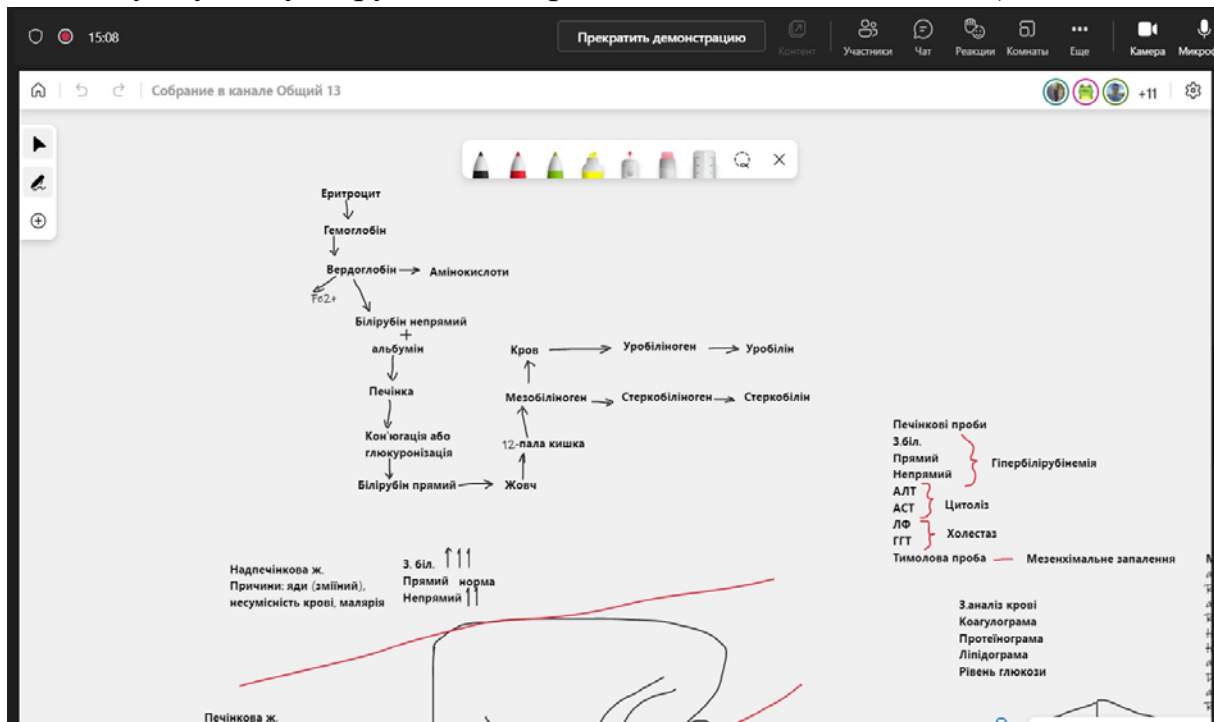 15:08
Прекратить демонстрацию
Контент
Участники
Чат
Реакции
Комнаты
Еще
Камера
Собрание в канале Общий 13
+11
Еритроцит
Гемоглобін
Вердоглобін
Амінокислоти
Fe2+
Білірубін непрямий
+
альбумін
Кров
Уробіліноген
Уробілін
Печінка
Мезобіліноген
Стеркобіліноген
Стеркобілін
Кон'югація або
глюкуронізація
12-пала кишка
Білірубін прямий
Жовч
Печінкові проби
З.біл.
Прямий
Непрямий
Гіпербілірубінемія
АЛТ
АСТ
Цитоліз
ЛФ
ГГТ
Холестаз
Тимолова проба
Мезенхімальне запалення
Надпечінкова ж.
Причини: яди (зміїний),
несумісність крові, малярія
З. біл.
Прямий норма
Непрямий
З.аналіз крові
Коагулограма
Протеїнограма
Ліпідограма
Рівень глюкози
Печінкова ж.